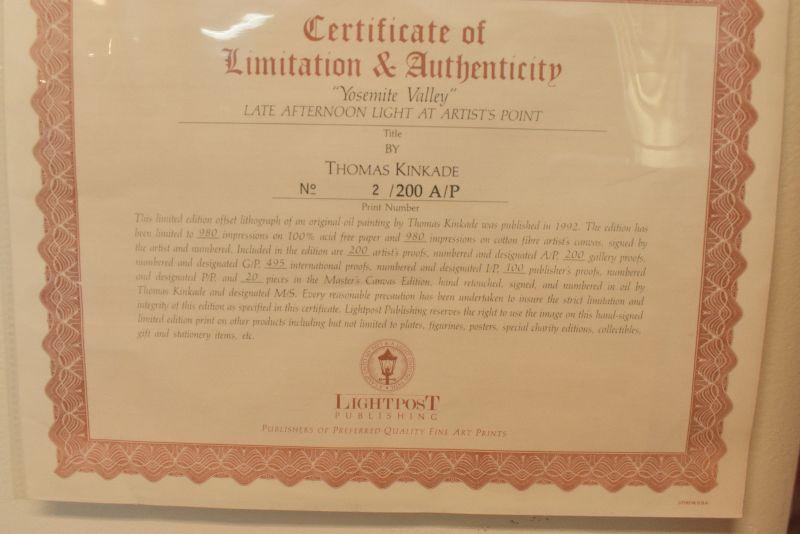 Certificate of
Limitation & Authenticity
"Yosemite Valley"
LATE AFTERNOON LIGHT AT ARTIST'S POINT
Title
BY
THOMAS KINKADE
Nº 2 /200 A/P
Print Number
This limited edition offset lithograph of an original oil painting by Thomas Kinkade was published in 1992. The edition has
been limited to 980 impressions on 100% acid free paper and 980 impressions on cotton fibre artist's canvas, signed by
the artist and numbered. Included in the edition are 200 artist's proofs, numbered and designated A/P, 200 gallery proofs,
numbered and designated G/P, 495 international proofs, numbered and designated I/P, 100 publisher's proofs, numbered
and designated P/P, and 20 pieces in the Master's Canvas Edition, hand retouched, signed, and numbered in oil by
Thomas Kinkade and designated M/S. Every reasonable precaution has been undertaken to insure the strict limitation and
integrity of this edition as specified in this certificate. Lightpost Publishing reserves the right to use the image on this hand-signed
limited edition print on other products including but not limited to plates, figurines, posters, special charity editions, collectibles,
gift and stationery items, etc.
LIGHTPOST
PUBLISHING
PUBLISHERS OF PREFERRED QUALITY FINE ART PRINTS